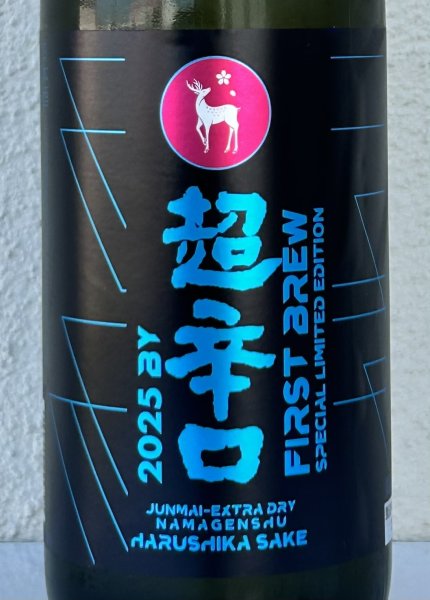 超辛口
2025 BY
FIRST BREW
SPECIAL LIMITED EDITION
JUNMAI-EXTRA DRY
NAMAGENSHU
HARUSHIKA SAKE